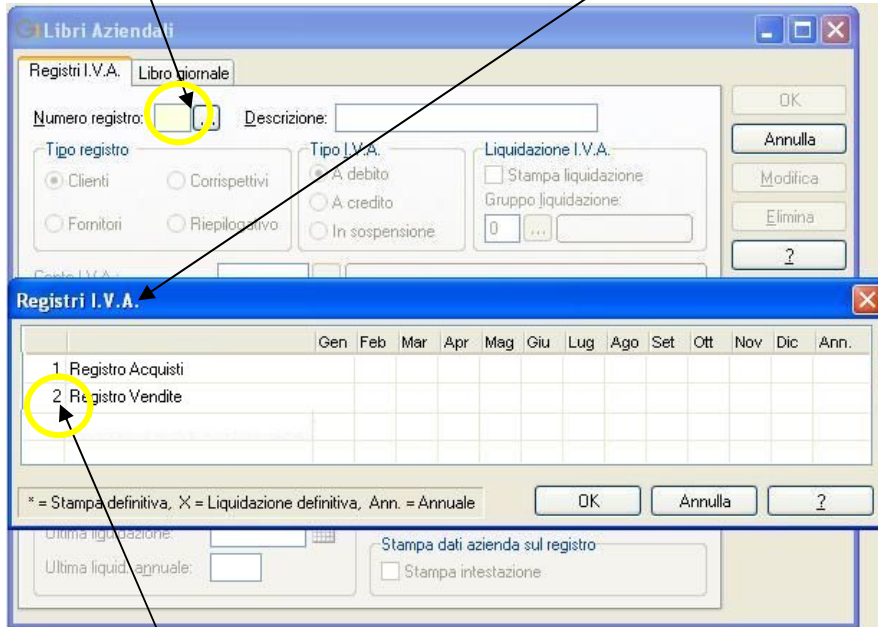 Libri Aziendali
Registri I.V.A. Libro giornale
OK
Numero registro: ... Descrizione:
Annulla
Tipo registro Tipo I.V.A. Liquidazione I.V.A.
Clienti Corrispettivi A debito Stampa liquidazione Modifica
A credito Gruppo liquidazione:
Fornitori Riepilogativo In sospensione 0 ... Elimina
?
Conto I.V.A.:
Registri I.V.A.
Gen Feb Mar Apr Mag Giu Lug Ago Set Ott Nov Dic Ann.
1 Registro Acquisti
2 Registro Vendite
* = Stampa definitiva, X = Liquidazione definitiva, Ann. = Annuale OK Annulla ?
Ultima liquidazione:
Stampa dati azienda sul registro
Ultima liquid. annuale: Stampa intestazione